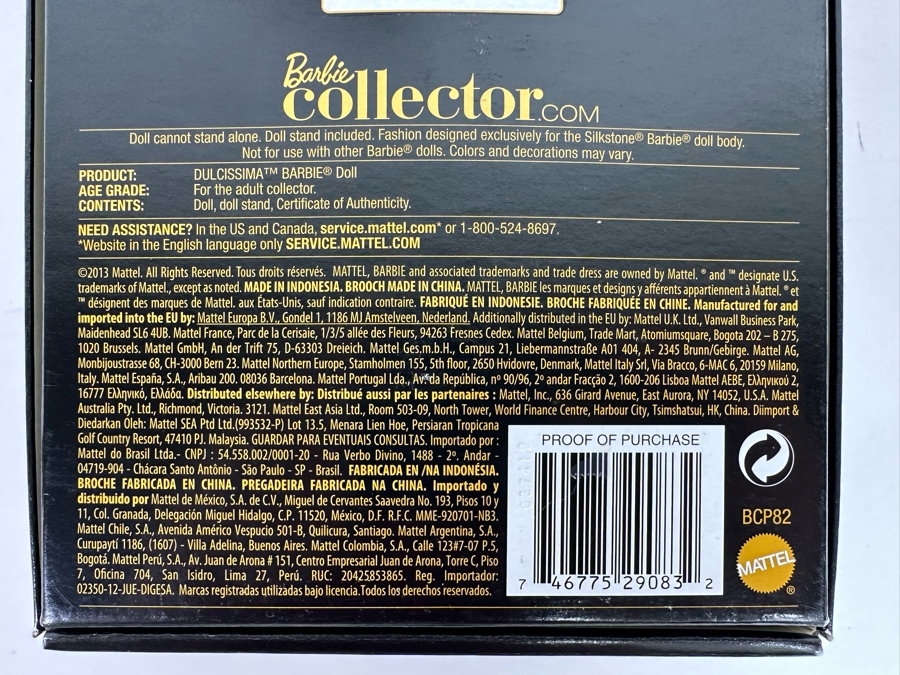 Barbie
collector.COM
Doll cannot stand alone. Doll stand included. Fashion designed exclusively for the Silkstone® Barbie® doll body.
Not for use with other Barbie® dolls. Colors and decorations may vary.
PRODUCT: DULCISSIMA™ BARBIE® Doll
AGE GRADE: For the adult collector.
CONTENTS: Doll, doll stand, Certificate of Authenticity.
NEED ASSISTANCE? In the US and Canada, service.mattel.com* or 1-800-524-8697.
*Website in the English language only SERVICE.MATTEL.COM
©2013 Mattel. All Rights Reserved. Tous droits réservés. MATTEL, BARBIE and associated trademarks and trade dress are owned by Mattel. ® and ™ designate U.S.
trademarks of Mattel., except as noted. MADE IN INDONESIA. BROOCH MADE IN CHINA. MATTEL, BARBIE les marques et designs y afférents appartiennent à Mattel. ® et
™ désignent des marques de Mattel. aux États-Unis, sauf indication contraire. FABRIQUÉ EN INDONESIE. BROCHE FABRIQUÉE EN CHINE. Manufactured for and
imported into the EU by: Mattel Europa B.V., Gondel 1, 1186 MJ Amstelveen, Nederland. Additionally distributed in the EU by: Mattel U.K. Ltd., Vanwall Business Park,
Maidenhead SL6 4UB. Mattel France, Parc de la Cerisaie, 1/3/5 allée des Fleurs, 94263 Fresnes Cedex. Mattel Belgium, Trade Mart, Atomiumsquare, Bogota 202 – B 275,
1020 Brussels. Mattel GmbH, An der Trift 75, D-63303 Dreieich. Mattel Ges.m.b.H., Campus 21, Liebermannstraße A01 404, A- 2345 Brunn/Gebirge. Mattel AG,
Monbijoustrasse 68, CH-3000 Bern 23. Mattel Northern Europe, Stamholmen 155, 5th floor, 2650 Hvidovre, Denmark, Mattel Italy Srl, Via Bracco, 6-MAC 6, 20159 Milano,
Italy. Mattel España, S.A., Aribau 200. 08036 Barcelona. Mattel Portugal Lda., Av. da República, nº 90/96, 2º andar Fracção 2, 1600-206 Lisboa Mattel AEBE, Ελληνικού 2,
16777 Ελληνικό, Ελλάδα. Distributed elsewhere by: Distribué aussi par les partenaires : Mattel, Inc., 636 Girard Avenue, East Aurora, NY 14052, U.S.A. Mattel
Australia Pty. Ltd., Richmond, Victoria. 3121. Mattel East Asia Ltd., Room 503-09, North Tower, World Finance Centre, Harbour City, Tsimshatsui, HK, China. Diimport &
Diedarkan Oleh: Mattel SEA Ptd Ltd.(993532-P) Lot 13.5, Menara Lien Hoe, Persiaran Tropicana
Golf Country Resort, 47410 PJ. Malaysia. GUARDAR PARA EVENTUAIS CONSULTAS. Importado por :
Mattel do Brasil Ltda.- CNPJ : 54.558.002/0001-20 - Rua Verbo Divino, 1488 - 2º. Andar -
04719-904 - Chácara Santo Antônio - São Paulo - SP - Brasil. FABRICADA EN /NA INDONÉSIA.
BROCHE FABRICADA EN CHINA. PREGADEIRA FABRICADA NA CHINA. Importado y
distribuido por Mattel de México, S.A. de C.V., Miguel de Cervantes Saavedra No. 193, Pisos 10 y
11, Col. Granada, Delegación Miguel Hidalgo, C.P. 11520, México, D.F. R.F.C. MME-920701-NB3.
Mattel Chile, S.A., Avenida Américo Vespucio 501-B, Quilicura, Santiago. Mattel Argentina, S.A.,
Curupaytí 1186, (1607) - Villa Adelina, Buenos Aires. Mattel Colombia, S.A., Calle 123#7-07 P.5,
Bogotá. Mattel Perú, S.A., Av. Juan de Arona # 151, Centro Empresarial Juan de Arona, Torre C, Piso
7, Oficina 704, San Isidro, Lima 27, Perú. RUC: 20425853865. Reg. Importador:
02350-12-JUE-DIGESA. Marcas registradas utilizadas bajo licencia.Todos los derechos reservados.
PROOF OF PURCHASE
7 46775 29083 2
BCP82
MATTEL®